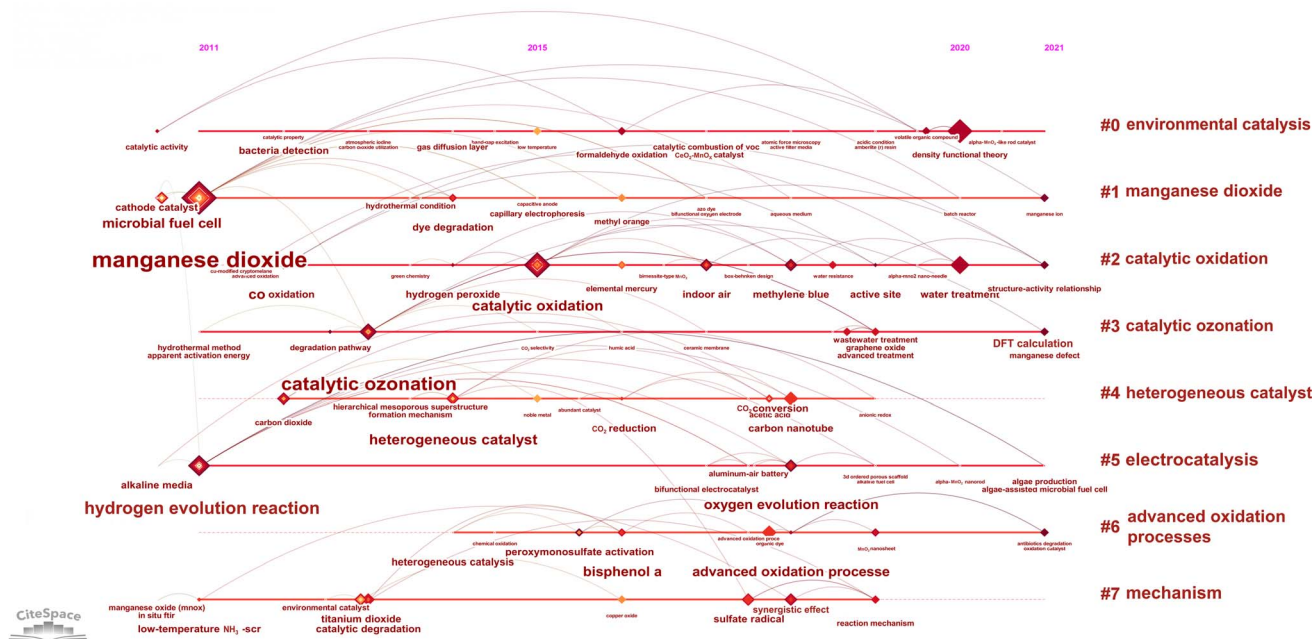 2011
2015
2020
2021
#0 environmental catalysis
catalytic activity
catalytic property
bacteria detection
atmospheric iodine
carbon dioxide utilization
gas diffusion layer
band-gap excitation
low temperature
formaldehyde oxidation
catalytic combustion of voc
CeO₂-MnOₓ catalyst
atomic force microscopy
active filter media
acidic condition
amberlite (r) resin
volatile organic compound
density functional theory
alpha-MnO₂-like rod catalyst
#1 manganese dioxide
cathode catalyst
microbial fuel cell
hydrothermal condition
dye degradation
capacitive anode
capillary electrophoresis
methyl orange
azo dye
bifunctional oxygen electrode
aqueous medium
batch reactor
manganese ion
#2 catalytic oxidation
manganese dioxide
cu-modified cryptomelane
advanced oxidation
CO oxidation
green chemistry
hydrogen peroxide
catalytic oxidation
elemental mercury
birnessite-type MnO₂
indoor air
box-behnken design
methylene blue
water resistance
active site
alpha-mno2 nano-needle
water treatment
structure-activity relationship
#3 catalytic ozonation
hydrothermal method
apparent activation energy
degradation pathway
CO₂ selectivity
humic acid
ceramic membrane
wastewater treatment
graphene oxide
advanced treatment
DFT calculation
manganese defect
#4 heterogeneous catalyst
catalytic ozonation
carbon dioxide
hierarchical mesoporous superstructure
formation mechanism
heterogeneous catalyst
noble metal
abundant catalyst
CO₂ reduction
CO₂ conversion
acetic acid
carbon nanotube
anionic redox
#5 electrocatalysis
alkaline media
hydrogen evolution reaction
bifunctional electrocatalyst
aluminum-air battery
oxygen evolution reaction
3d ordered porous scaffold
alkaline fuel cell
alpha-MnO₂ nanorod
algae production
algae-assisted microbial fuel cell
#6 advanced oxidation
processes
heterogeneous catalysis
chemical oxidation
peroxymonosulfate activation
bisphenol a
advanced oxidation proce
organic dye
advanced oxidation processe
MnO₂ nanosheet
antibiotics degradation
oxidation catalyst
#7 mechanism
manganese oxide (mnox)
in situ ftir
low-temperature NH₃ -scr
environmental catalyst
titanium dioxide
catalytic degradation
copper oxide
sulfate radical
synergistic effect
reaction mechanism
CiteSpace